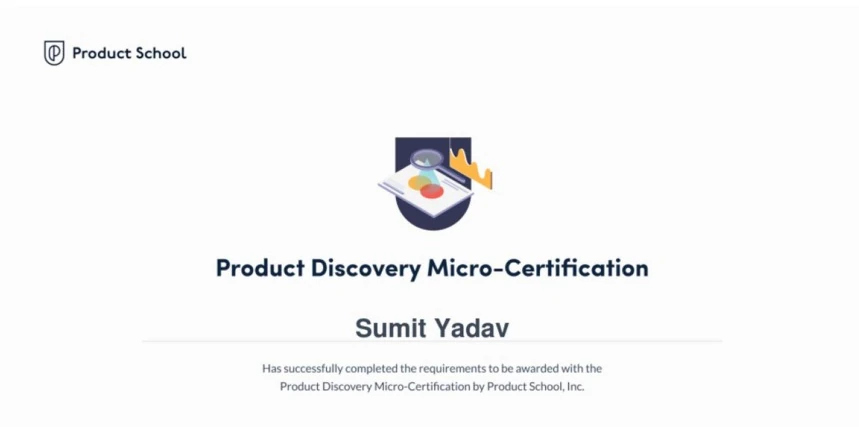 Product School
Product Discovery Micro-Certification
Sumit Yadav
Has successfully completed the requirements to be awarded with the
Product Discovery Micro-Certification by Product School, Inc.